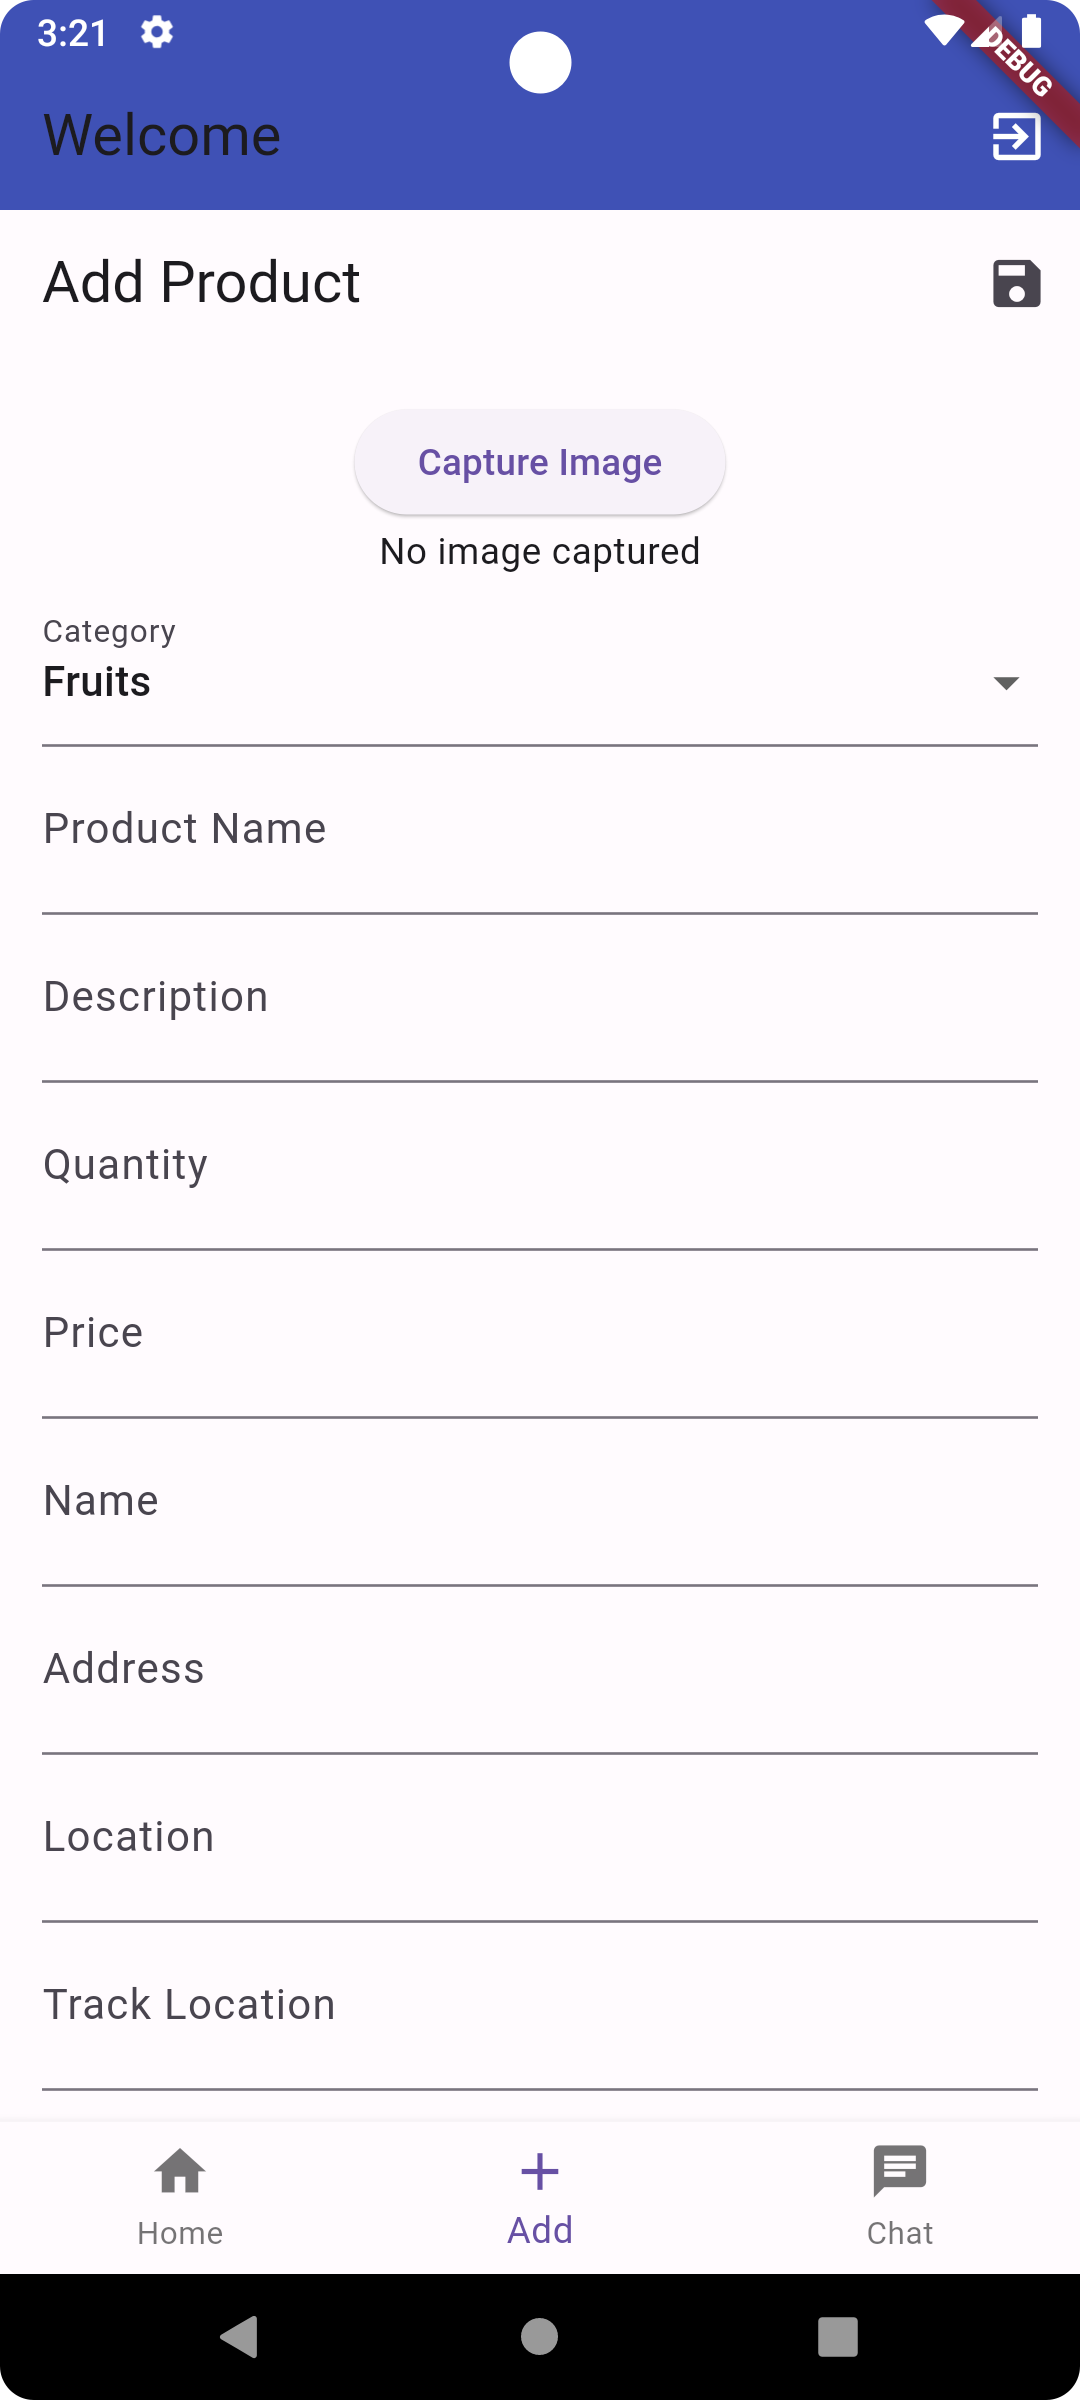 3:21
DEBUG
Welcome
Add Product
Capture Image
No image captured
Category
Fruits
Product Name
Description
Quantity
Price
Name
Address
Location
Track Location
Home
Add
Chat